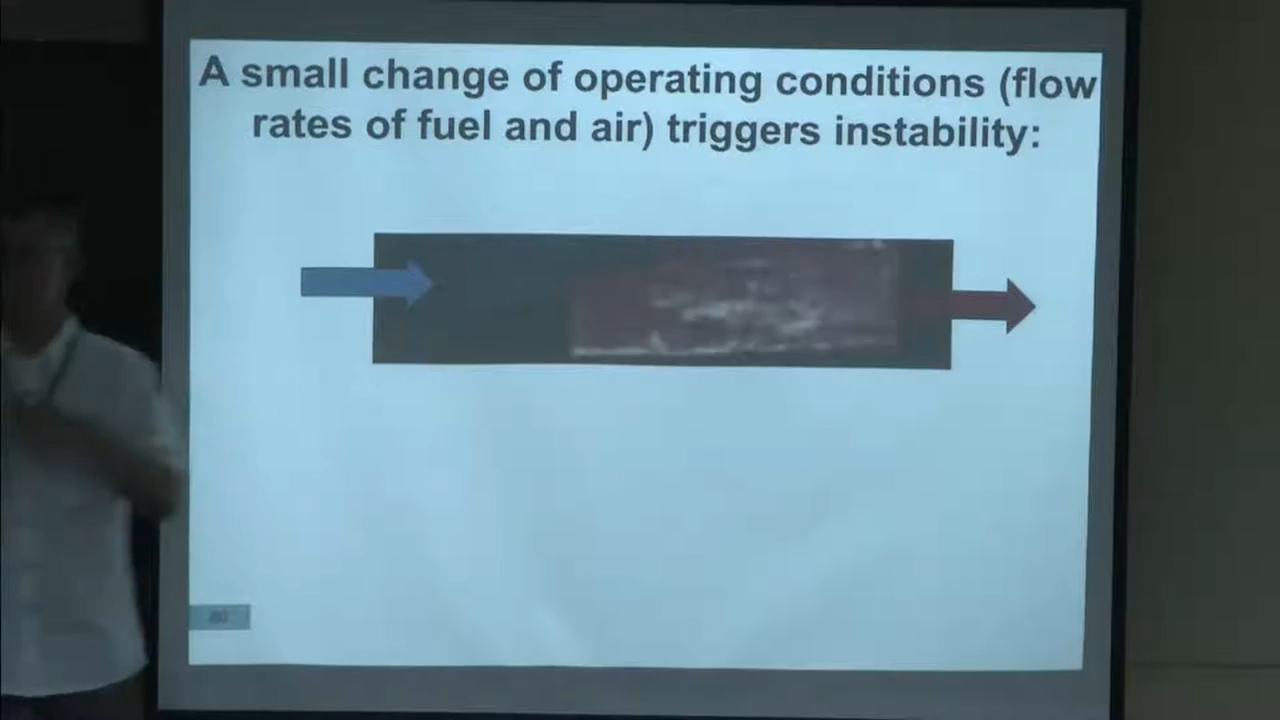 A small change of operating conditions (flow
rates of fuel and air) triggers instability: